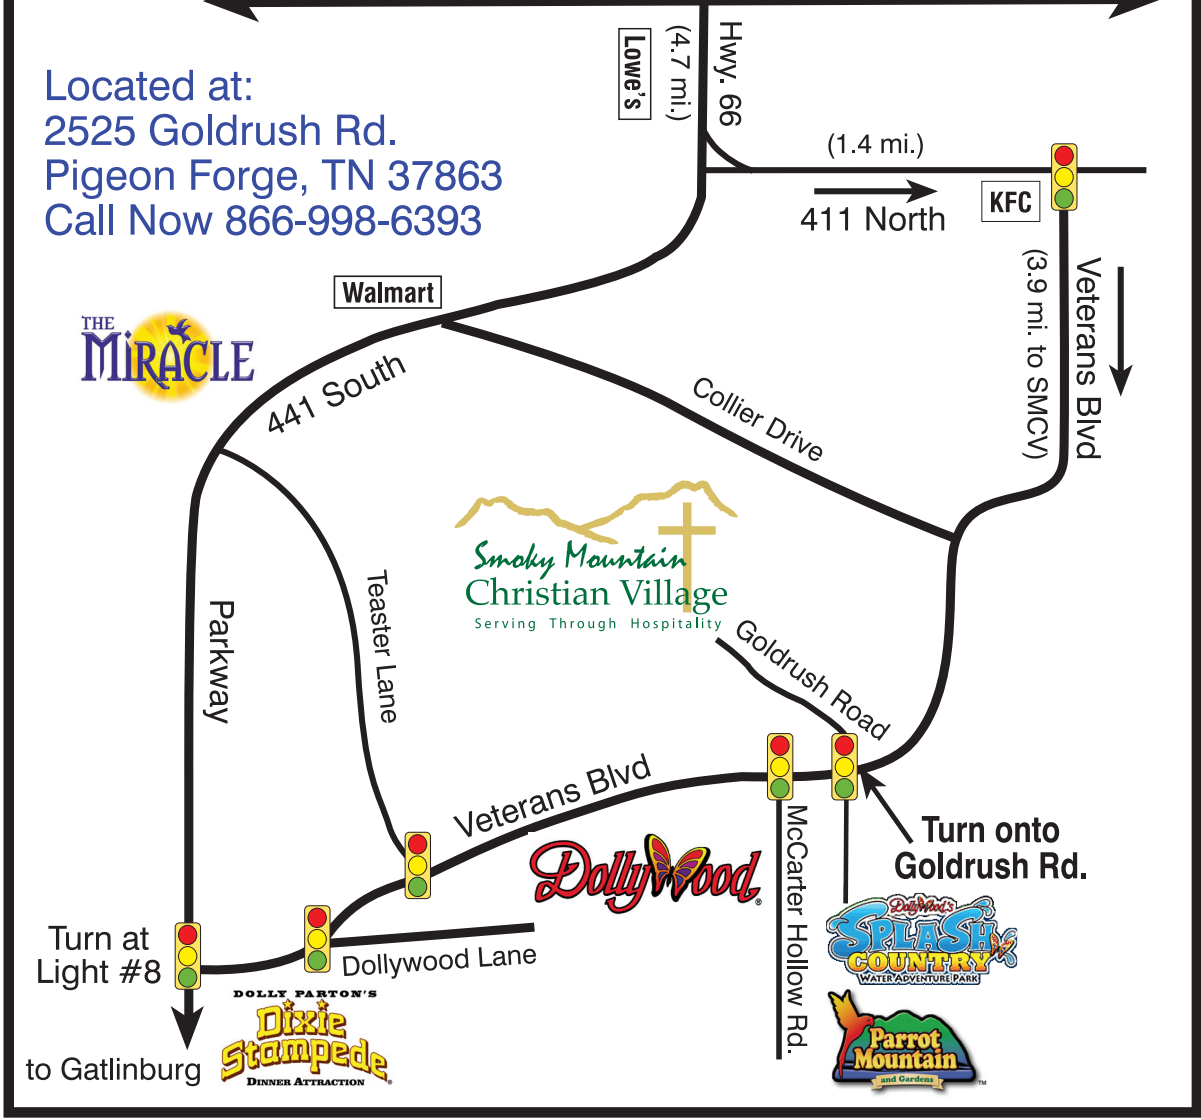 Located at:
2525 Goldrush Rd.
Pigeon Forge, TN 37863
Call Now 866-998-6393
Lowe's
(4.7 mi.)
Hwy. 66
(1.4 mi.)
411 North
KFC
(3.9 mi. to SMCV)
Veterans Blvd
Walmart
THE
MiRACLE
441 South
Collier Drive
Smoky Mountain
Christian Village
Serving Through Hospitality
Teaster Lane
Parkway
Goldrush Road
Veterans Blvd
McCarter Hollow Rd.
Turn onto
Goldrush Rd.
DollyWood®
DollyWood's
SPLASH
COUNTRY
WATER ADVENTURE PARK
Turn at
Light #8
Dollywood Lane
DOLLY PARTON'S
Dixie
Stampede®
DINNER ATTRACTION
to Gatlinburg
Parrot
Mountain
and Gardens
TM